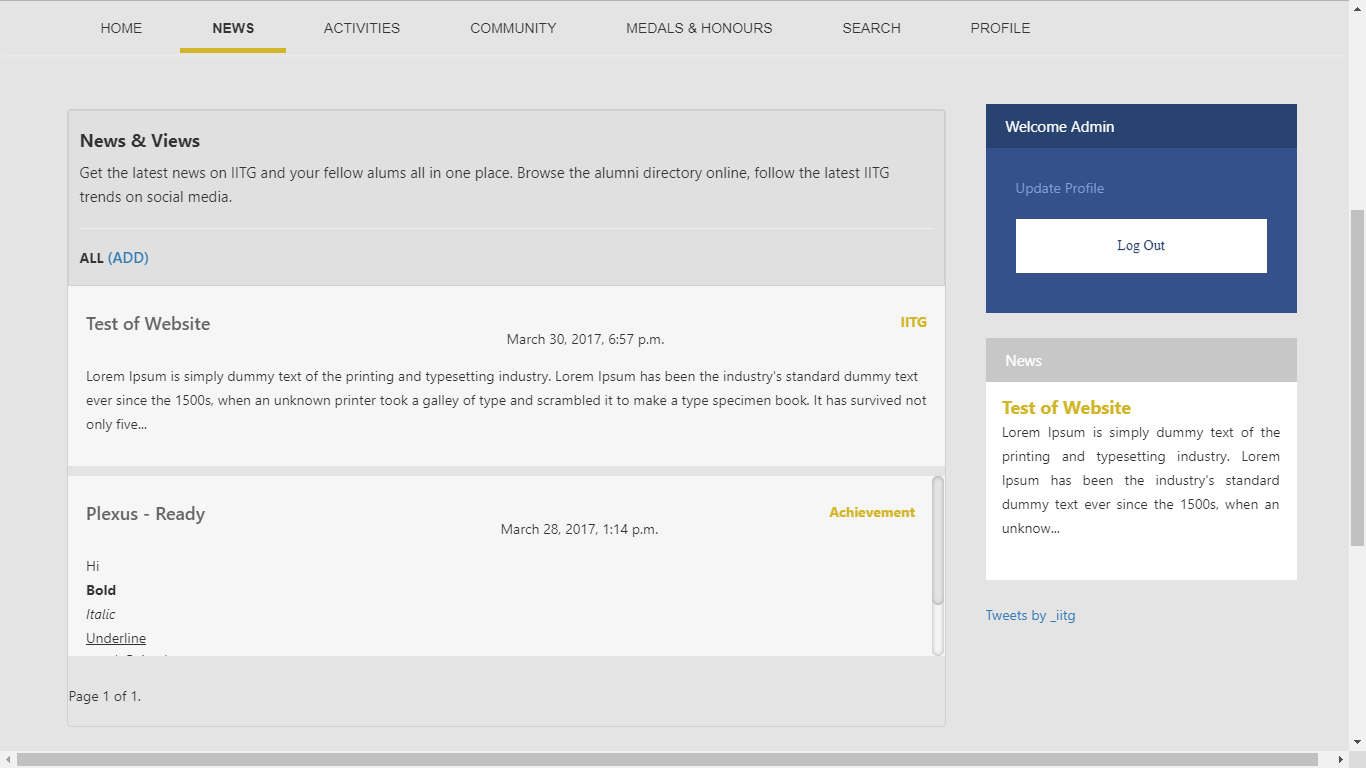 HOME NEWS ACTIVITIES COMMUNITY MEDALS & HONOURS SEARCH PROFILE
News & Views
Get the latest news on IITG and your fellow alums all in one place. Browse the alumni directory online, follow the latest IITG
trends on social media.
ALL (ADD)
Test of Website
IITG
March 30, 2017, 6:57 p.m.
Lorem Ipsum is simply dummy text of the printing and typesetting industry. Lorem Ipsum has been the industry's standard dummy text
ever since the 1500s, when an unknown printer took a galley of type and scrambled it to make a type specimen book. It has survived not
only five...
Plexus - Ready
Achievement
March 28, 2017, 1:14 p.m.
Hi
Bold
Italic
Underline
Page 1 of 1.
Welcome Admin
Update Profile
Log Out
News
Test of Website
Lorem Ipsum is simply dummy text of the
printing and typesetting industry. Lorem
Ipsum has been the industry's standard
dummy text ever since the 1500s, when an
unknow...
Tweets by _iitg